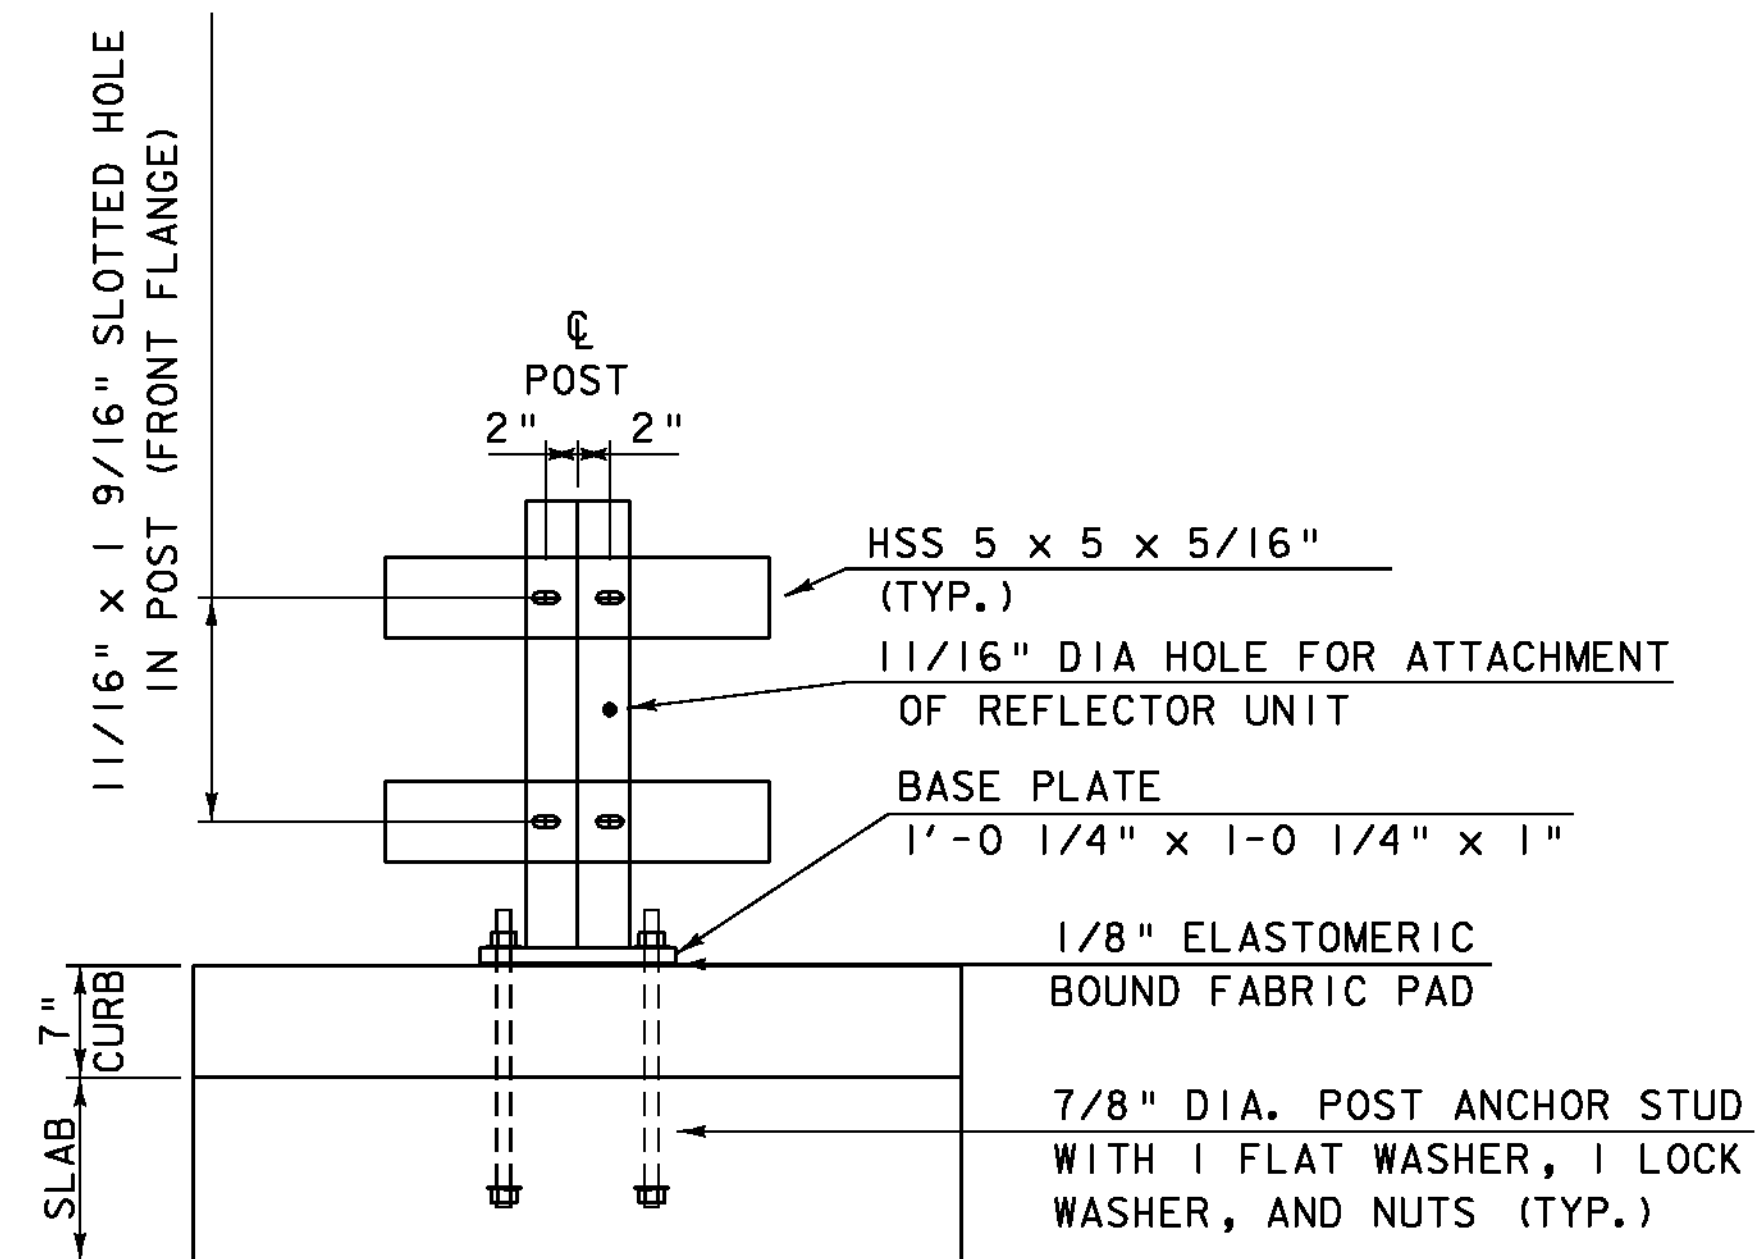 11/16" x 1 9/16" SLOTTED HOLE
IN POST (FRONT FLANGE)
℄
POST
2" 2"
HSS 5 x 5 x 5/16"
(TYP.)
11/16" DIA HOLE FOR ATTACHMENT
OF REFLECTOR UNIT
BASE PLATE
1'-0 1/4" x 1-0 1/4" x 1"
1/8" ELASTOMERIC
BOUND FABRIC PAD
7"
CURB
SLAB
7/8" DIA. POST ANCHOR STUD
WITH 1 FLAT WASHER, 1 LOCK
WASHER, AND NUTS (TYP.)